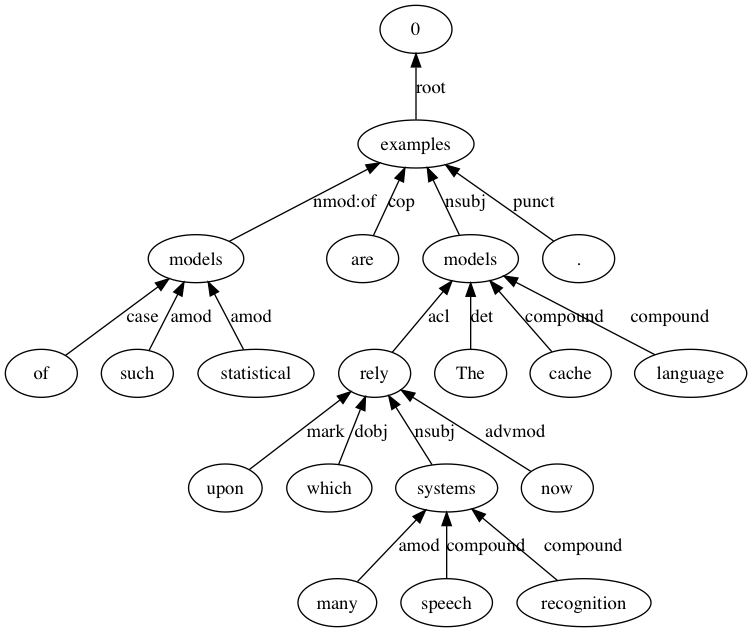 0
root
examples
nmod:of cop nsubj punct
models are models .
case amod amod acl det compound compound
of such statistical rely The cache language
mark dobj nsubj advmod
upon which systems now
amod compound compound
many speech recognition